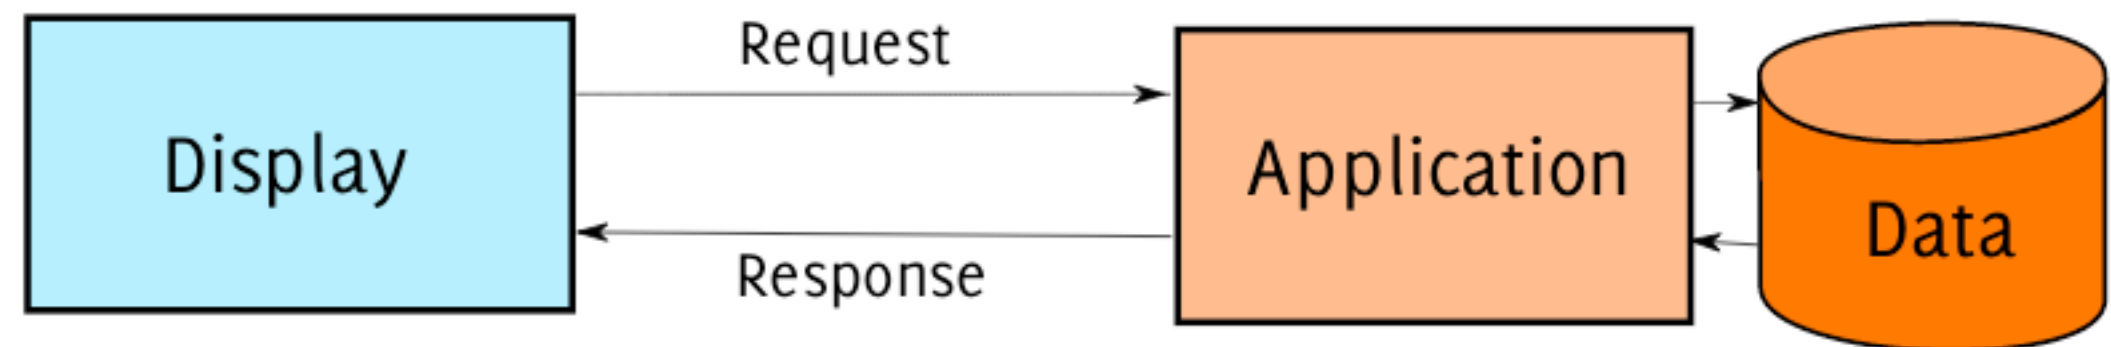 Request
Display
Application
Data
Response